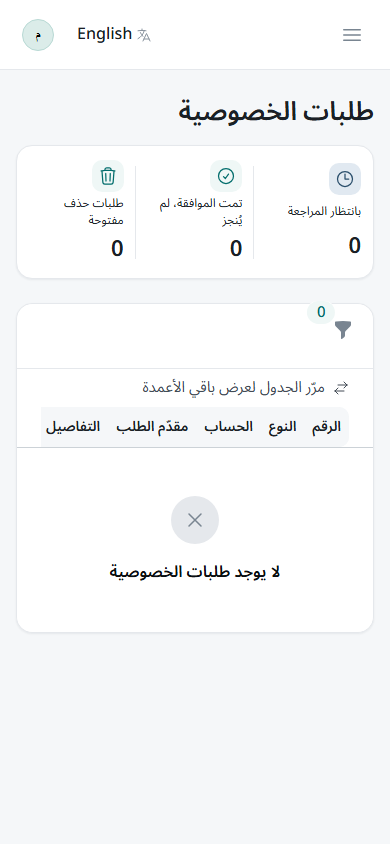 English
م
طلبات الخصوصية
بانتظار المراجعة
0
تمت الموافقة، لم
يُنجز
0
طلبات حذف
مفتوحة
0
0
مرّر الجدول لعرض باقي الأعمدة
الرقم النوع الحساب مقدّم الطلب التفاصيل
لا يوجد طلبات الخصوصية